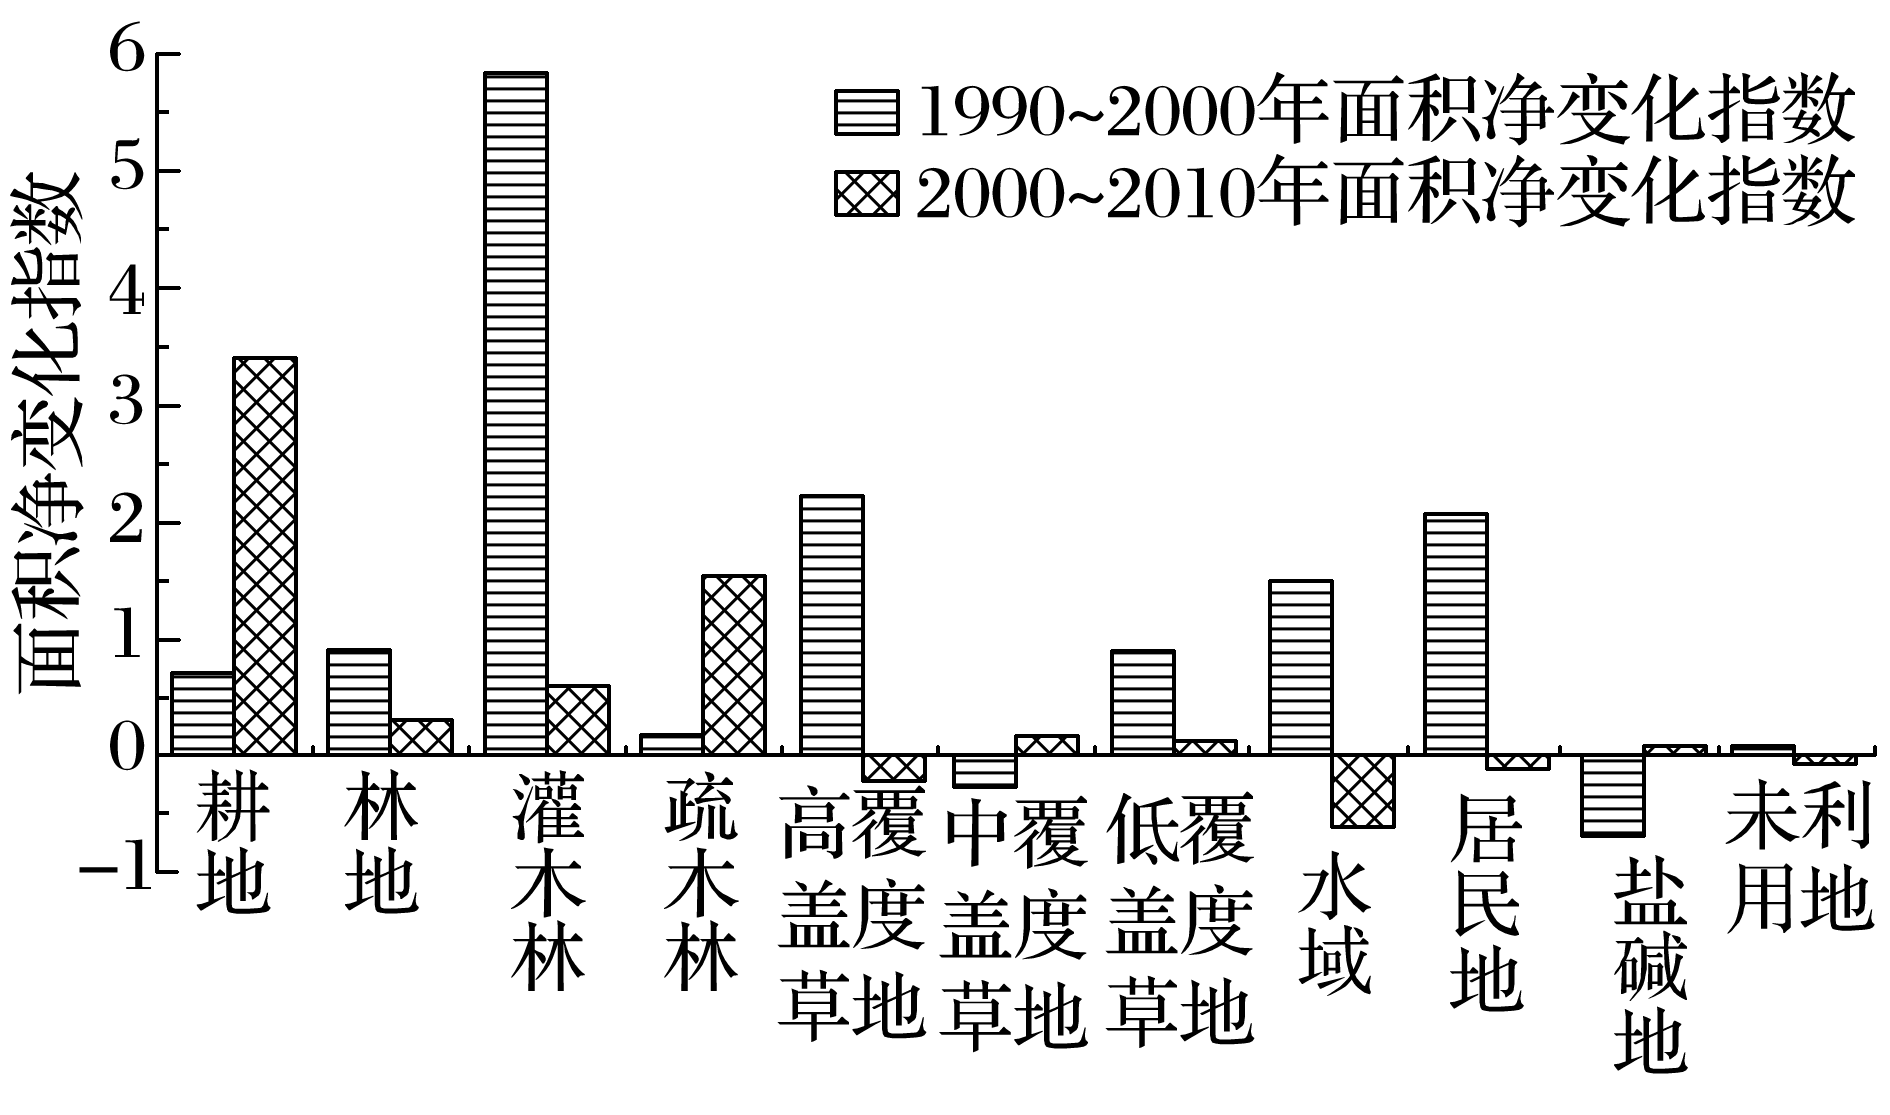 面积净变化指数
6
5
4
3
2
1
0
−1
1990~2000年面积净变化指数
2000~2010年面积净变化指数
耕地
林地
灌木林
疏木林
高覆盖度草地
中覆盖度草地
低覆盖度草地
水域
居民地
盐碱地
未利用地